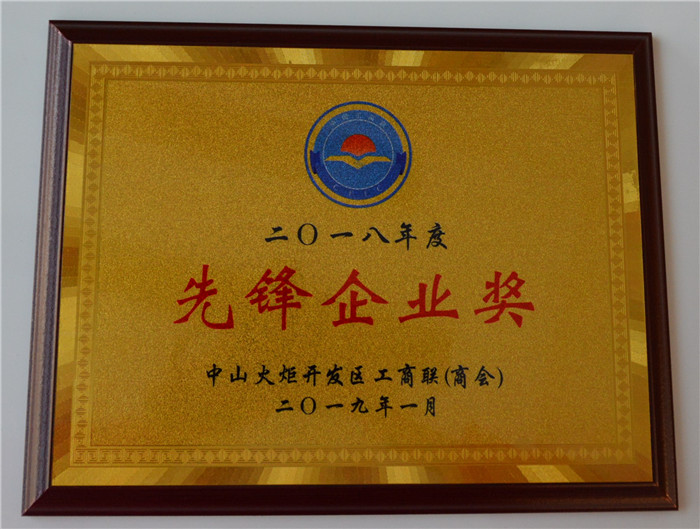 二〇一八年度
先锋企业奖
中山火炬开发区工商联(商会)
二〇一九年一月